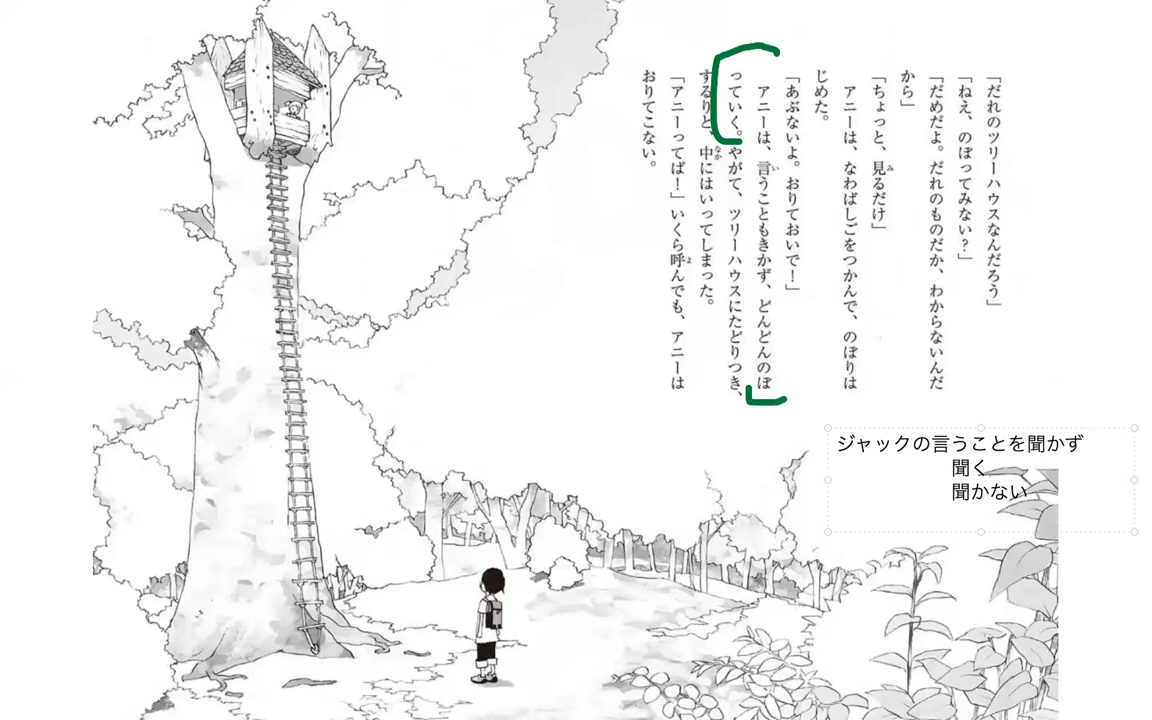 「だれのツリーハウスなんだろう」
「ねえ、のぼってみない？」
「だめだよ。だれのものだか、わからないんだ
から」
「ちょっと、見るだけ」
アニーは、なわばしごをつかんで、のぼりは
じめた。
「あぶないよ。おりておいで！」
アニーは、言うこともきかず、どんどんのぼ
っていく。やがて、ツリーハウスにたどりつき、
するりと、中にはいってしまった。
「アニーってば！」いくら呼んでも、アニーは
おりてこない。
ジャックの言うことを聞かず
聞く
聞かない